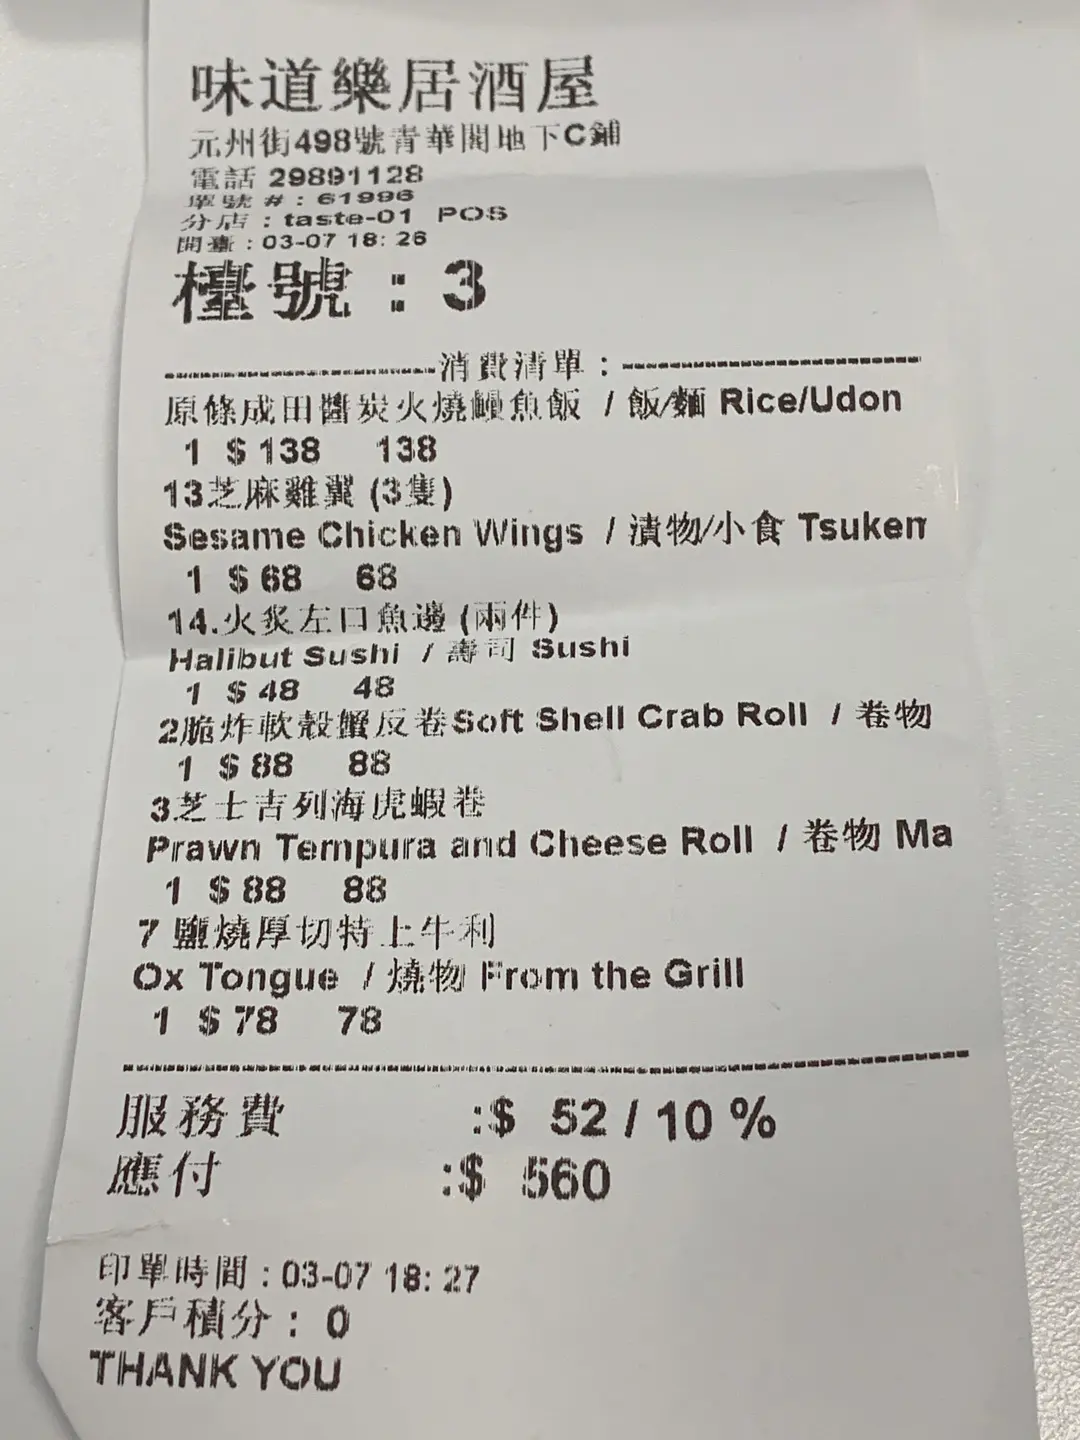 味道樂居酒屋
元州街498號青華閣地下C鋪
電話 29891128
單號 # : 61996
分店 : taste-01 POS
開臺 : 03-07 18: 26
檯號 : 3
消費清單 :
原條成田醬炭火燒鰻魚飯 / 飯/麵 Rice/Udon
1 $ 138 138
13芝麻雞翼 (3隻)
Sesame Chicken Wings / 漬物/小食 Tsukem
1 $ 68 68
14.火炙左口魚邊 (兩件)
Halibut Sushi / 壽司 Sushi
1 $ 48 48
2脆炸軟殼蟹反卷Soft Shell Crab Roll / 卷物
1 $ 88 88
3芝士吉列海虎蝦卷
Prawn Tempura and Cheese Roll / 卷物 Ma
1 $ 88 88
7 鹽燒厚切特上牛利
Ox Tongue / 燒物 From the Grill
1 $ 78 78
服務費 :$ 52 / 10 %
應付 :$ 560
印單時間 : 03-07 18: 27
客戶積分 : 0
THANK YOU